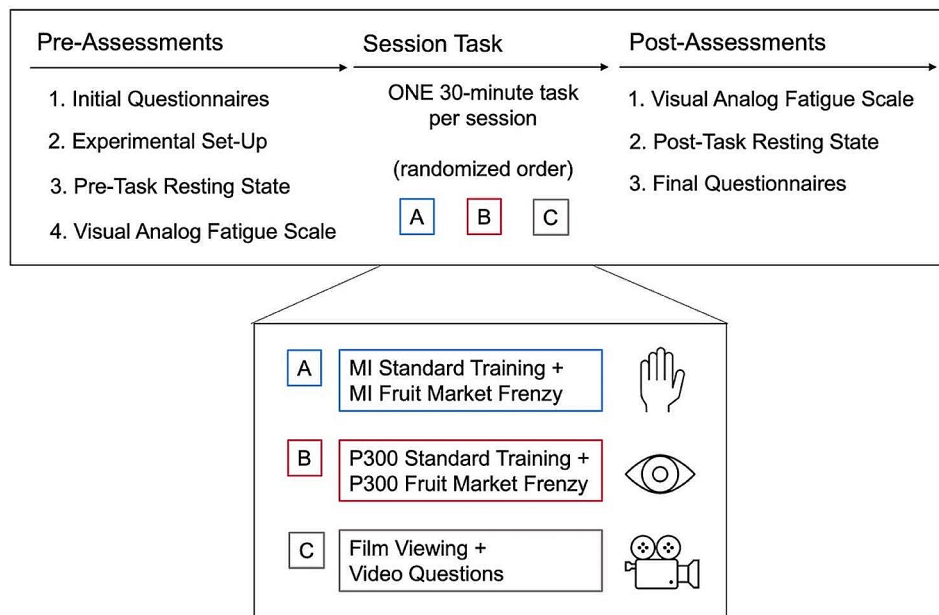 Pre-Assessments
1. Initial Questionnaires
2. Experimental Set-Up
3. Pre-Task Resting State
4. Visual Analog Fatigue Scale
Session Task
ONE 30-minute task
per session
(randomized order)
A B C
Post-Assessments
1. Visual Analog Fatigue Scale
2. Post-Task Resting State
3. Final Questionnaires
A
MI Standard Training +
MI Fruit Market Frenzy
B
P300 Standard Training +
P300 Fruit Market Frenzy
C
Film Viewing +
Video Questions